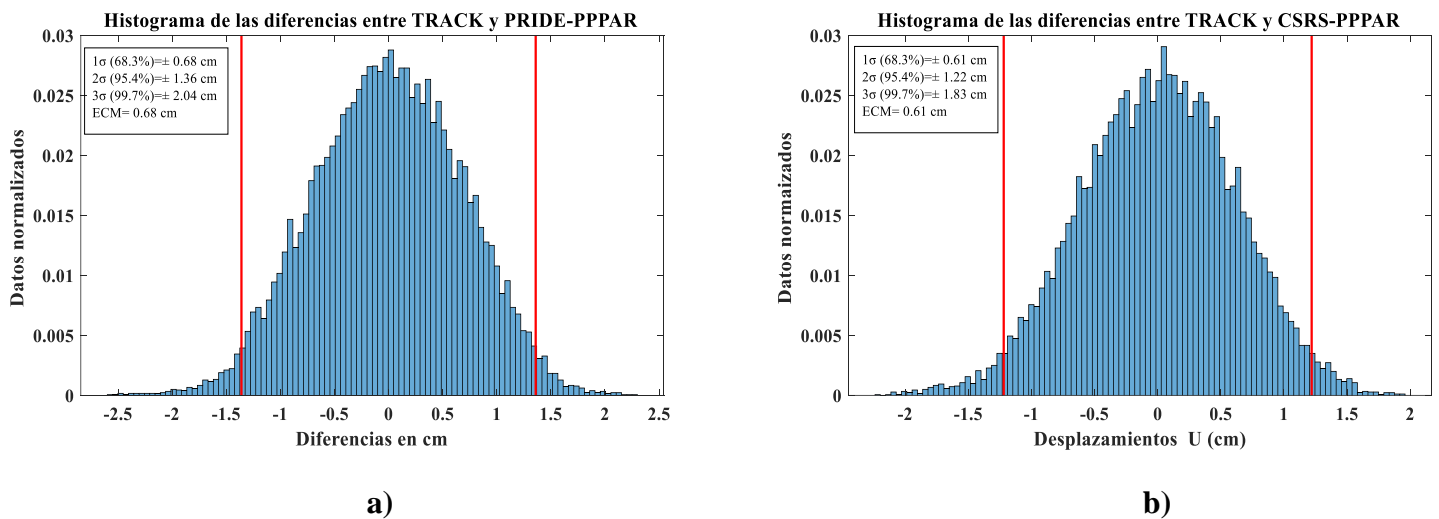 Histograma de las diferencias entre TRACK y PRIDE-PPPAR
1σ (68.3%)=± 0.68 cm
2σ (95.4%)=± 1.36 cm
3σ (99.7%)=± 2.04 cm
ECM= 0.68 cm
Datos normalizados
0.03
0.025
0.02
0.015
0.01
0.005
0
-2.5 -2 -1.5 -1 -0.5 0 0.5 1 1.5 2 2.5
Diferencias en cm
a)
Histograma de las diferencias entre TRACK y CSRS-PPPAR
1σ (68.3%)=± 0.61 cm
2σ (95.4%)=± 1.22 cm
3σ (99.7%)=± 1.83 cm
ECM= 0.61 cm
Datos normaizados
0.03
0.025
0.02
0.015
0.01
0.005
0
-2 -1.5 -1 -0.5 0 0.5 1 1.5 2
Desplazamientos U (cm)
b)